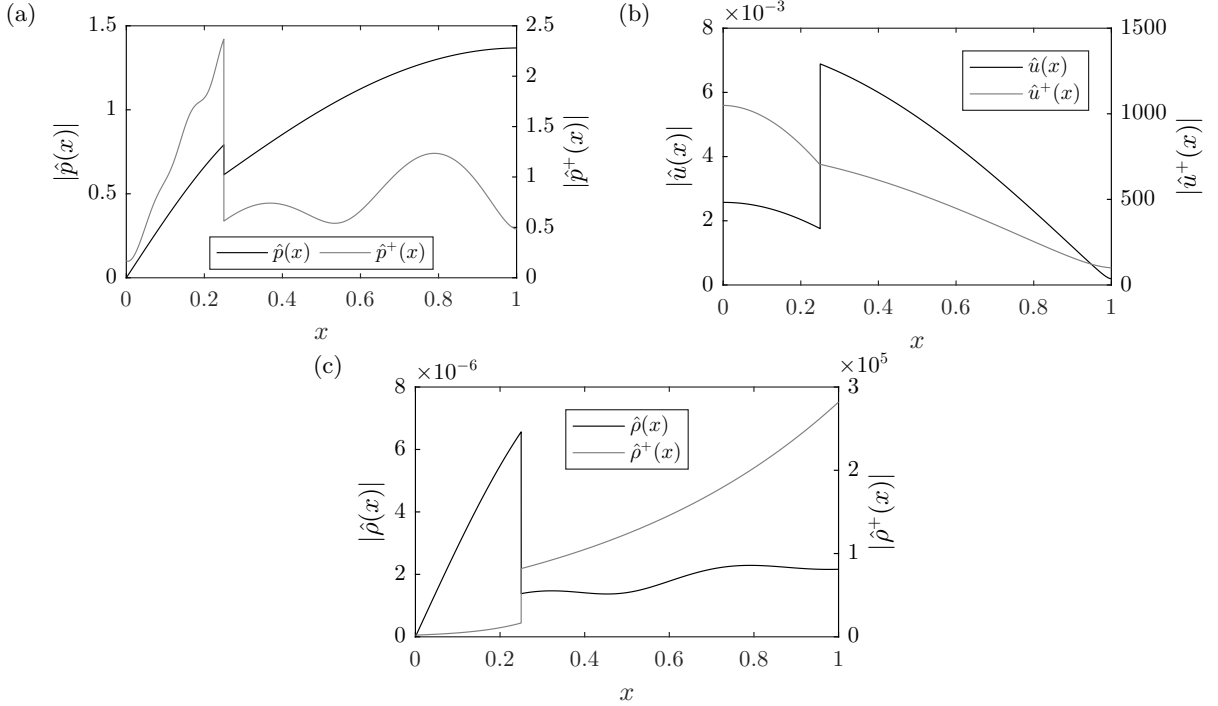 (a)
1.5
1
0.5
0
2.5
2
1.5
1
0.5
0
|p̂(x)|
|p̂⁺(x)|
p̂(x) p̂⁺(x)
0 0.2 0.4 0.6 0.8 1
x
(b)
×10⁻³
8
6
4
2
0
1500
1000
500
0
|û(x)|
|û⁺(x)|
û(x)
û⁺(x)
0 0.2 0.4 0.6 0.8 1
x
(c)
×10⁻⁶
×10⁵
8
6
4
2
0
3
2
1
0
|ρ̂(x)|
|ρ̂⁺(x)|
ρ̂(x)
ρ̂⁺(x)
0 0.2 0.4 0.6 0.8 1
x